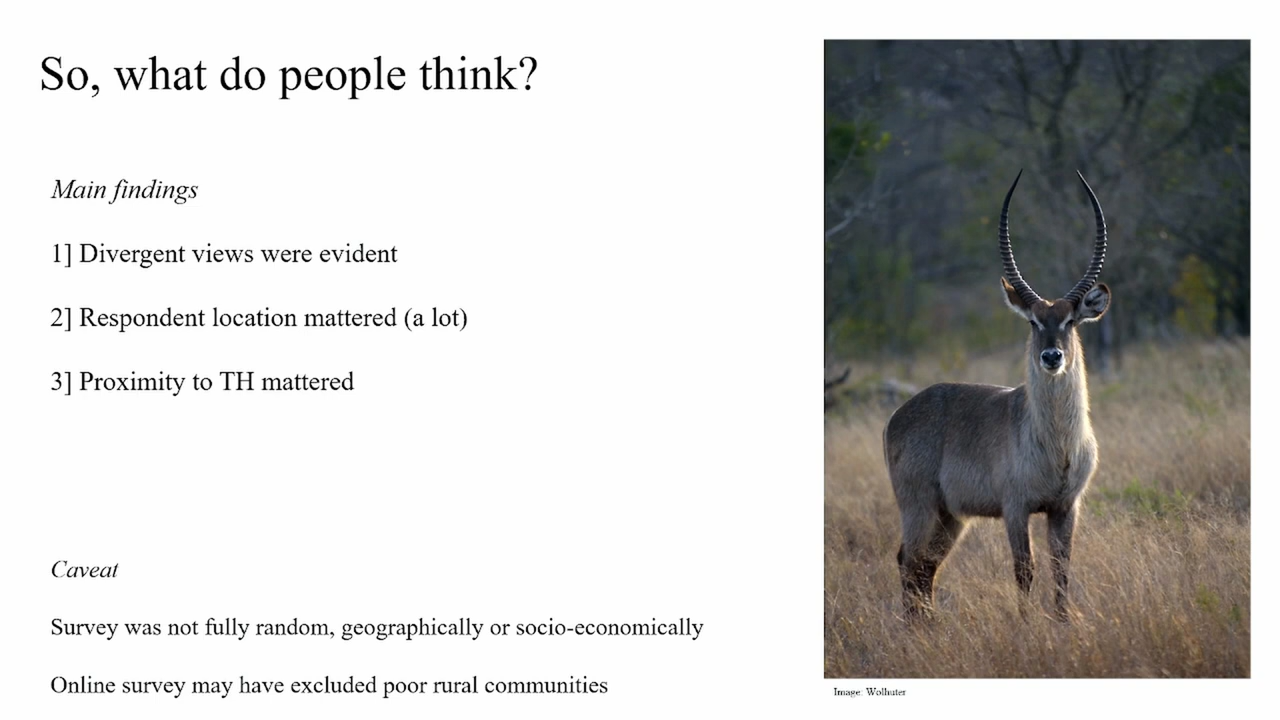 So, what do people think?
Main findings
1] Divergent views were evident
2] Respondent location mattered (a lot)
3] Proximity to TH mattered
Caveat
Survey was not fully random, geographically or socio-economically
Online survey may have excluded poor rural communities
Image: Wolhuter